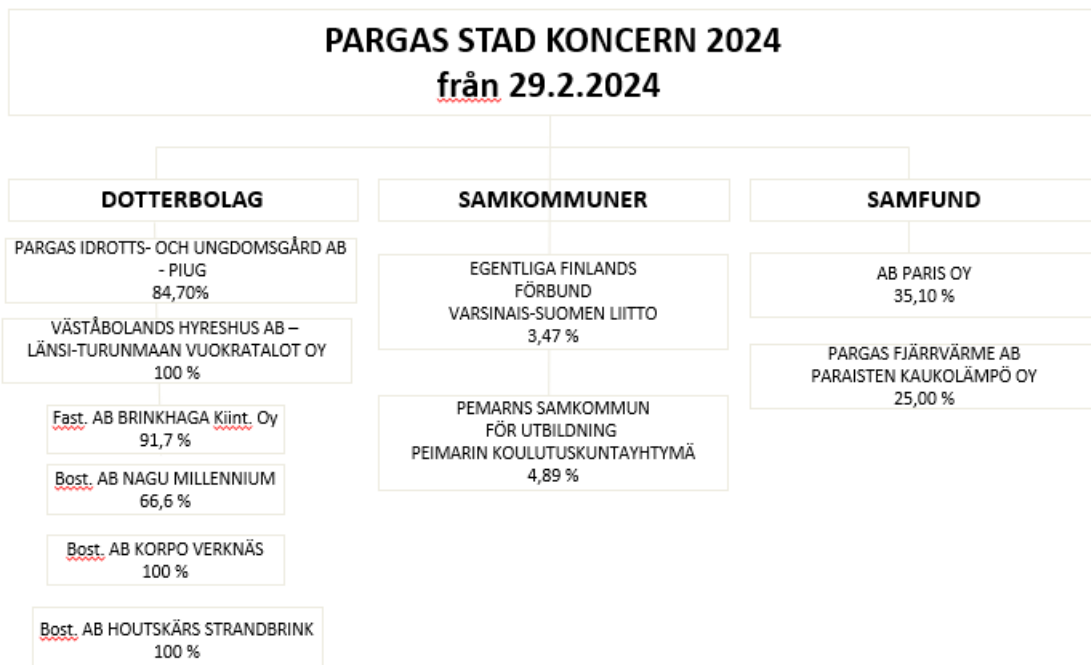 PARGAS STAD KONCERN 2024
från 29.2.2024
DOTTERBOLAG
PARGAS IDROTTS- OCH UNGDOMSGÅRD AB
- PIUG
84,70%
VÄSTÅBOLANDS HYRESHUS AB –
LÄNSI-TURUNMAAN VUOKRATALOT OY
100 %
Fast. AB BRINKHAGA Kiint. Oy
91,7 %
Bost. AB NAGU MILLENNIUM
66,6 %
Bost. AB KORPO VERKNÄS
100 %
Bost. AB HOUTSKÄRS STRANDBRINK
100 %
SAMKOMMUNER
EGENTLIGA FINLANDS
FÖRBUND
VARSINAIS-SUOMEN LIITTO
3,47 %
PEMARNS SAMKOMMUN
FÖR UTBILDNING
PEIMARIN KOULUTUSKUNTAYHTYMÄ
4,89 %
SAMFUND
AB PARIS OY
35,10 %
PARGAS FJÄRRVÄRME AB
PARAISTEN KAUKOLÄMPÖ OY
25,00 %